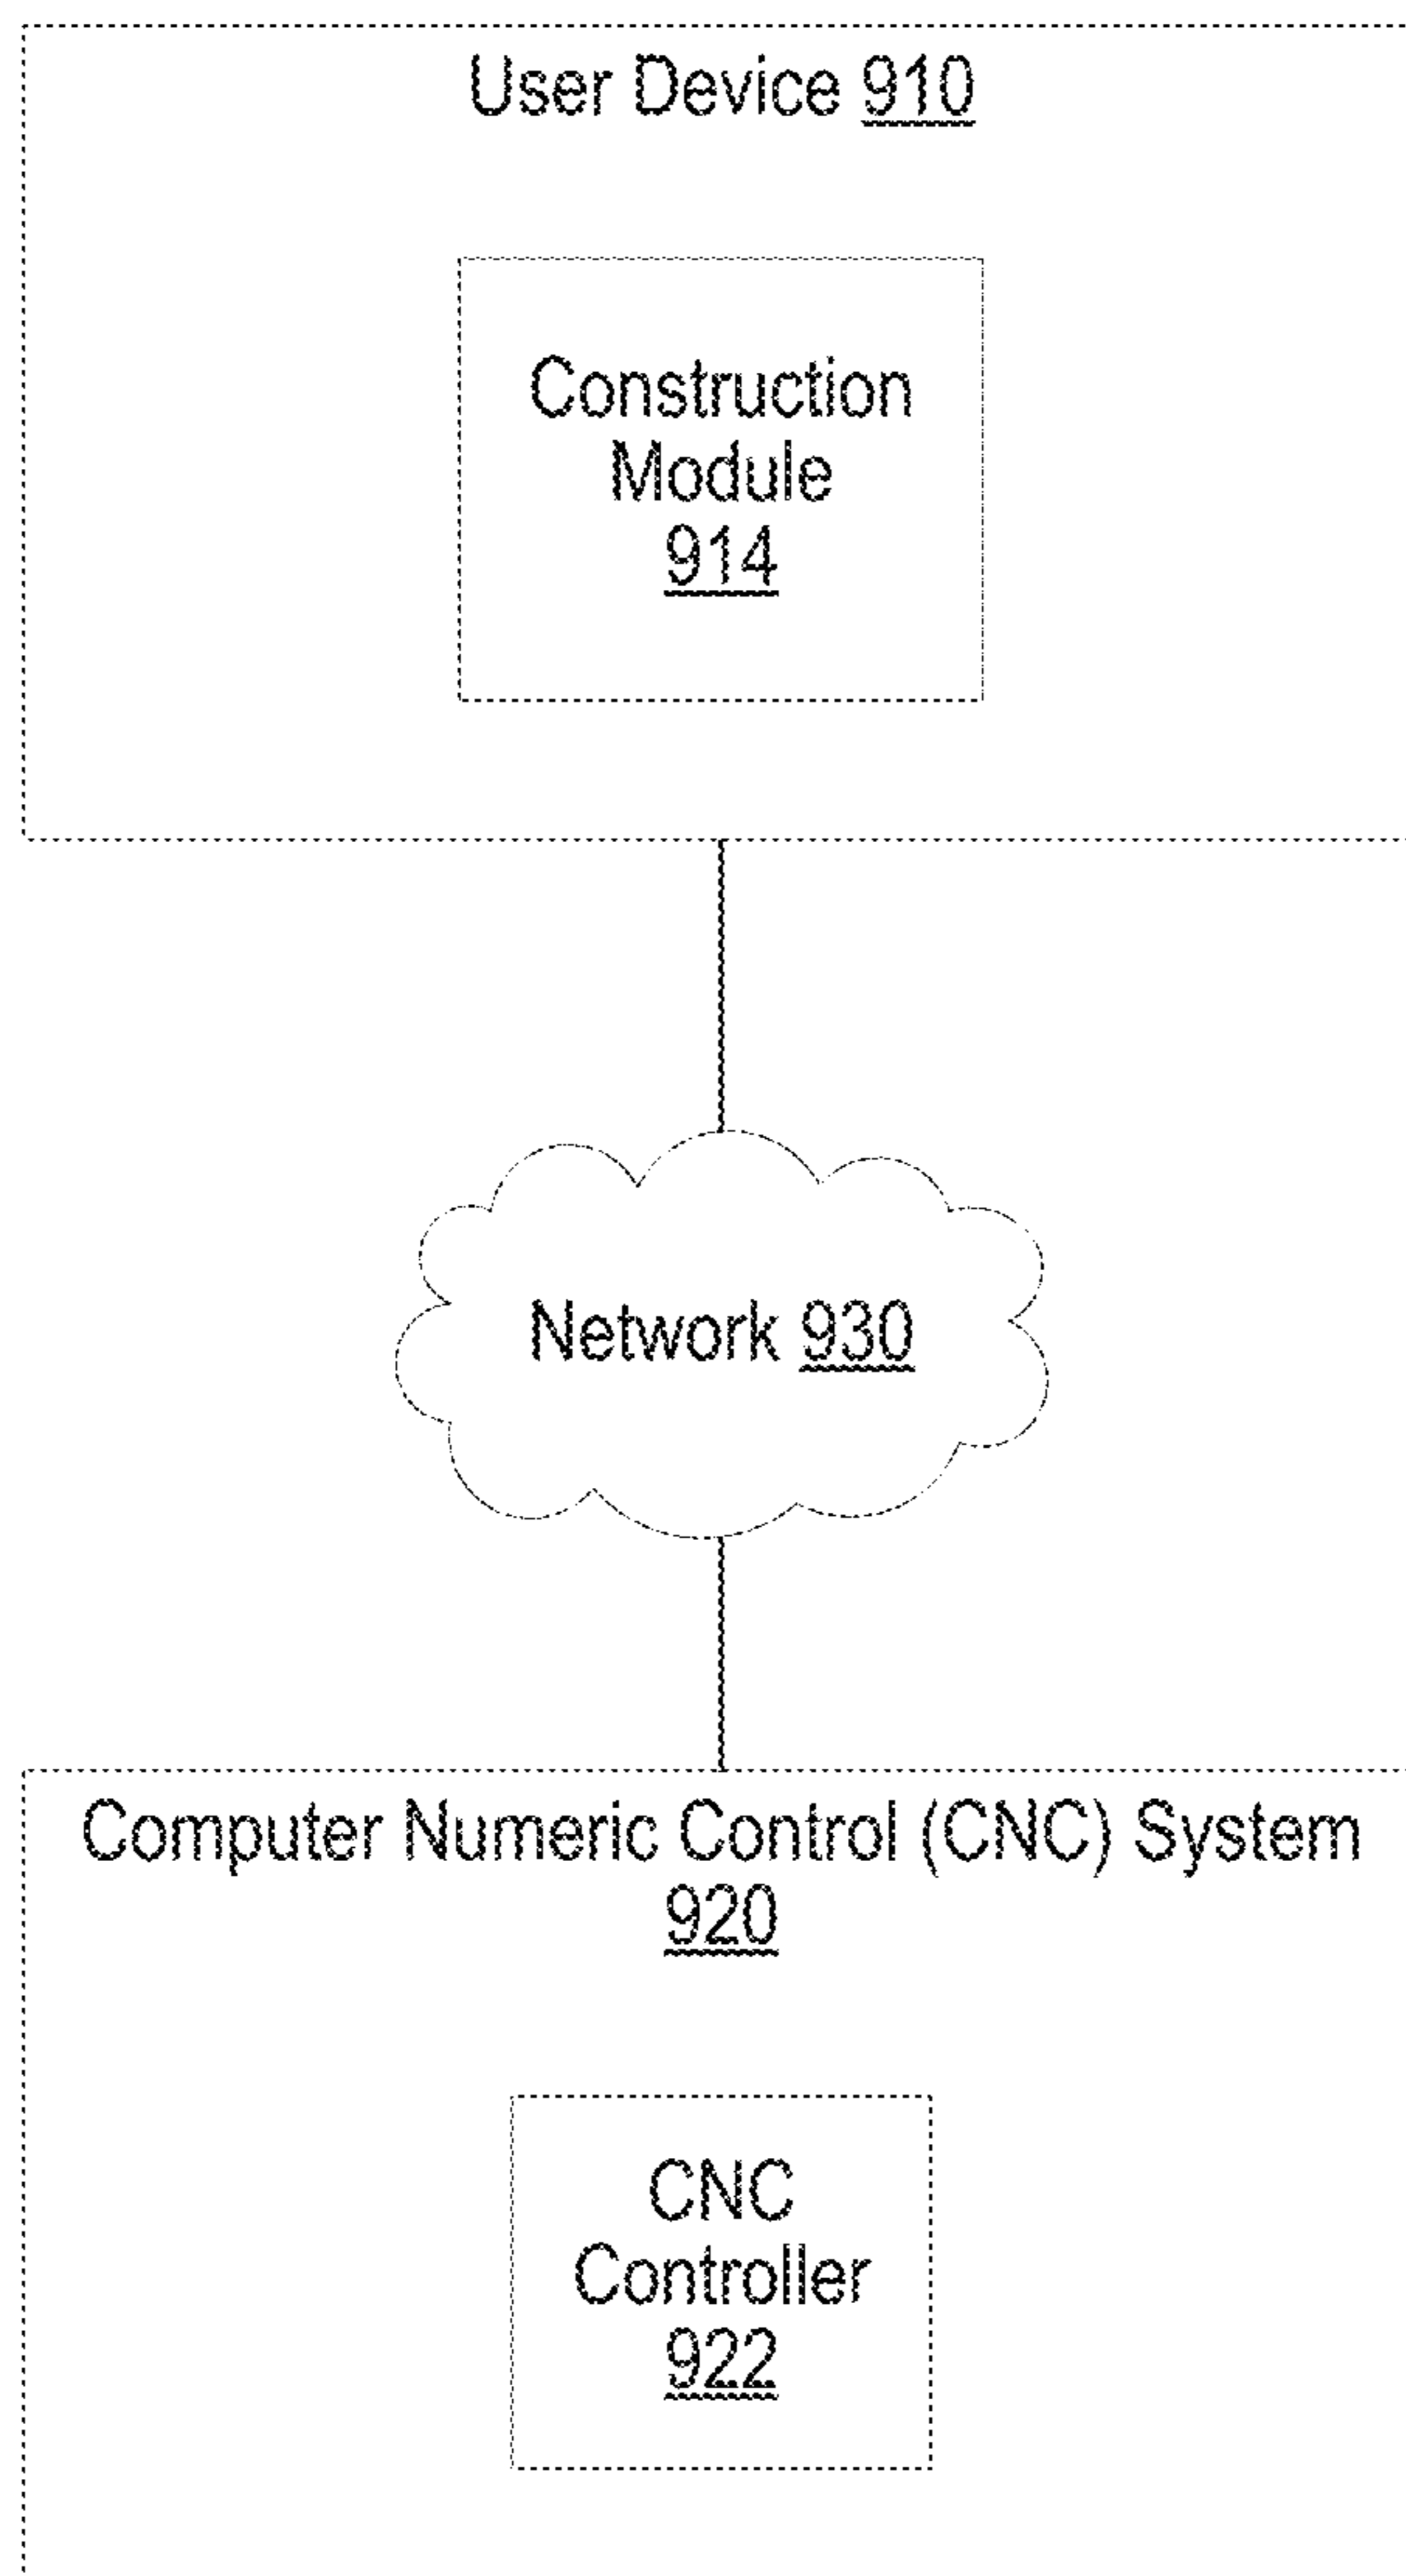 User Device 910
Construction
Module
914
Network 930
Computer Numeric Control (CNC) System
920
CNC
Controller
922